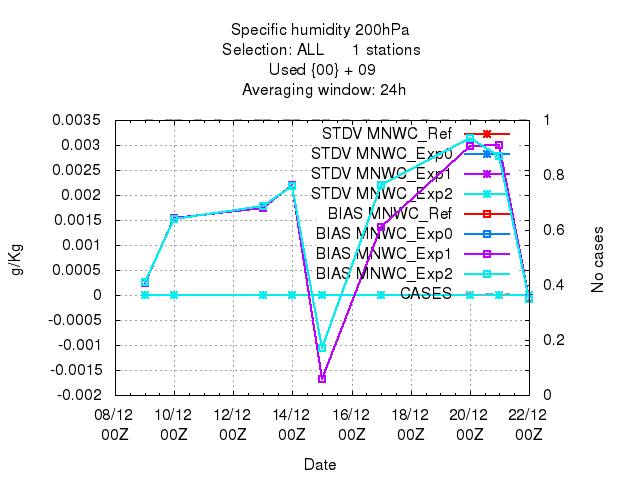 Specific humidity 200hPa
Selection: ALL 1 stations
Used {00} + 09
Averaging window: 24h
0.0035
0.003
0.0025
0.002
0.0015
0.001
0.0005
0
-0.0005
-0.001
-0.0015
-0.002
g/Kg
1
0.8
0.6
0.4
0.2
0
No cases
STDV MNWC_Ref
STDV MNWC_Exp0
STDV MNWC_Exp1
STDV MNWC_Exp2
BIAS MNWC_Ref
BIAS MNWC_Exp0
BIAS MNWC_Exp1
BIAS MNWC_Exp2
CASES
08/12 10/12 12/12 14/12 16/12 18/12 20/12 22/12
00Z 00Z 00Z 00Z 00Z 00Z 00Z 00Z
Date